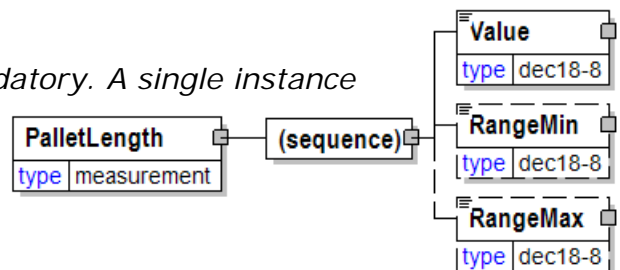 Value
type dec18-8
datory. A single instance
RangeMin
type dec18-8
PalletLength
type measurement
(sequence)
RangeMax
type dec18-8